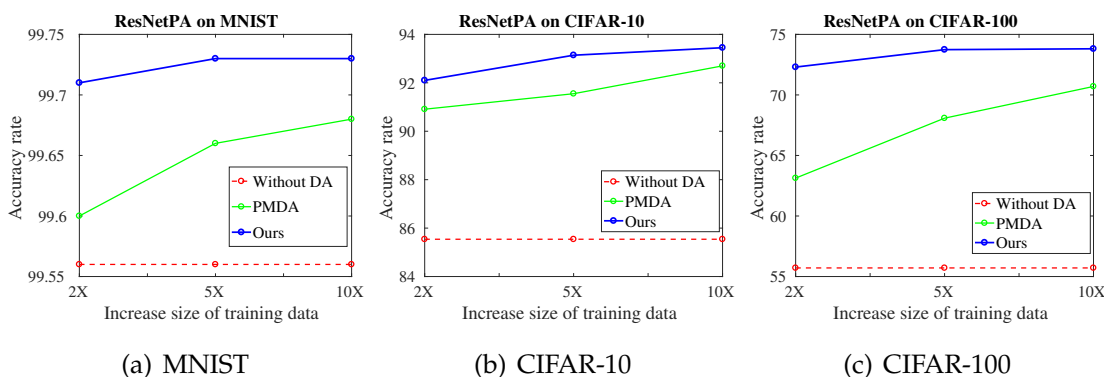 ResNetPA on MNIST
99.75
99.7
99.65
99.6
99.55
Accuracy rate
Without DA
PMDA
Ours
2X 5X 10X
Increase size of training data
(a) MNIST
ResNetPA on CIFAR-10
94
92
90
88
86
84
Accuracy rate
Without DA
PMDA
Ours
2X 5X 10X
Increase size of training data
(b) CIFAR-10
ResNetPA on CIFAR-100
75
70
65
60
55
Accuracy rate
Without DA
PMDA
Ours
2X 5X 10X
Increase size of training data
(c) CIFAR-100